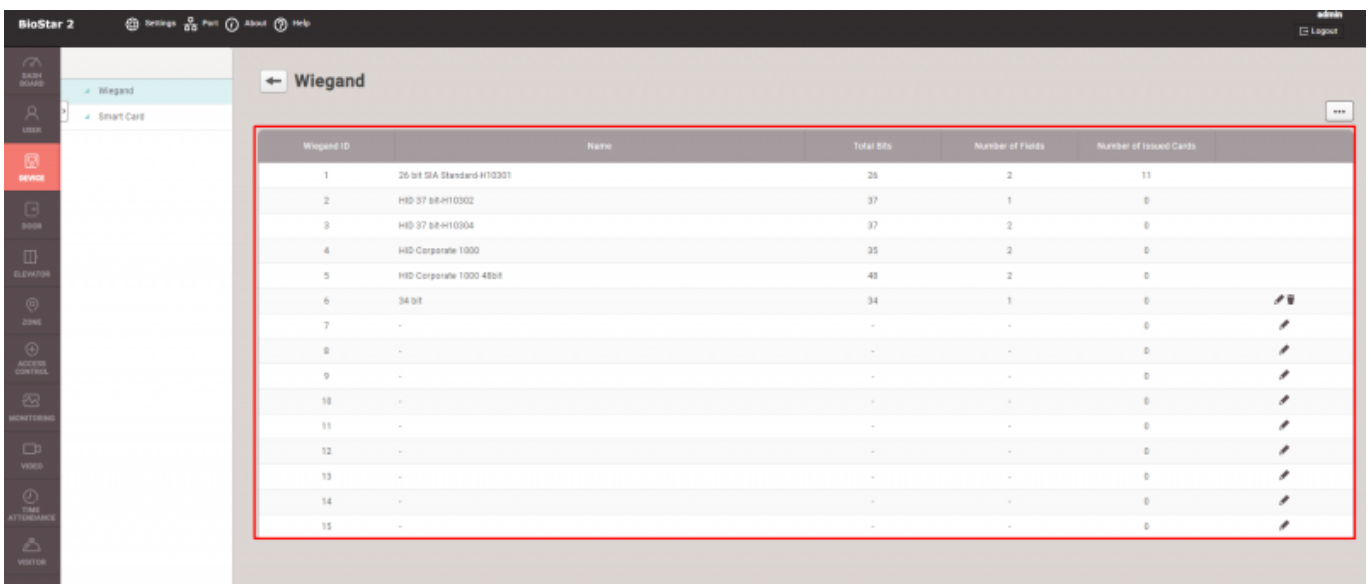 BioStar 2 Settings Port About Help
admin
Logout
DASH
BOARD
USER
DEVICE
DOOR
ELEVATOR
ZONE
ACCESS
CONTROL
MONITORING
VIDEO
TIME
ATTENDANCE
VISITOR
Wiegand
Smart Card
Wiegand
Wiegand ID Name Total Bits Number of Fields Number of Issued Cards
1 26 bit SIA Standard-H10301 26 2 11
2 HID 37 bit-H10302 37 1 0
3 HID 37 bit-H10304 37 2 0
4 HID Corporate 1000 35 2 0
5 HID Corporate 1000 48bit 48 2 0
6 34 bit 34 1 0
7 - - - 0
8 - - - 0
9 - - - 0
10 - - - 0
11 - - - 0
12 - - - 0
13 - - - 0
14 - - - 0
15 - - - 0